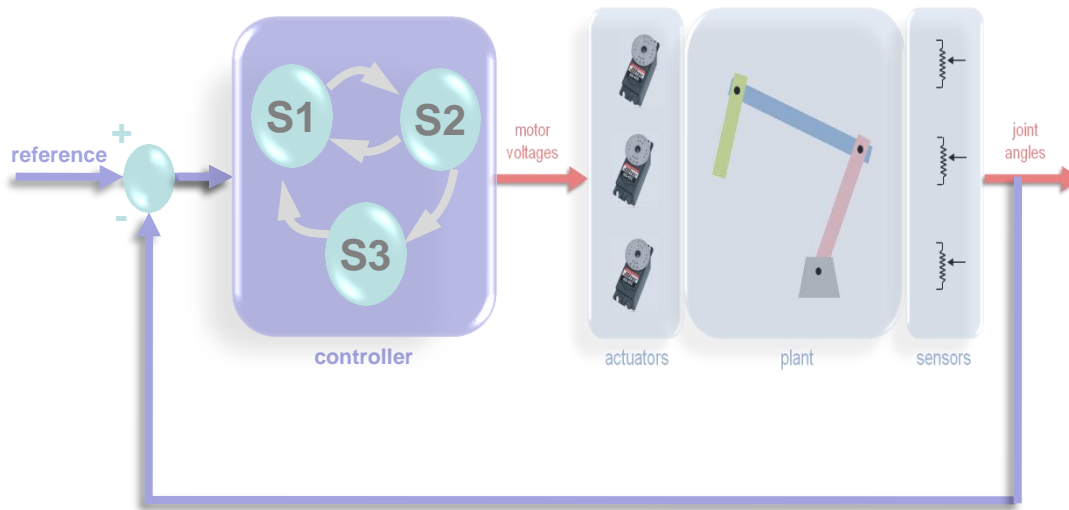 +
reference
-
S1
S2
S3
controller
motor
voltages
actuators
plant
sensors
joint
angles